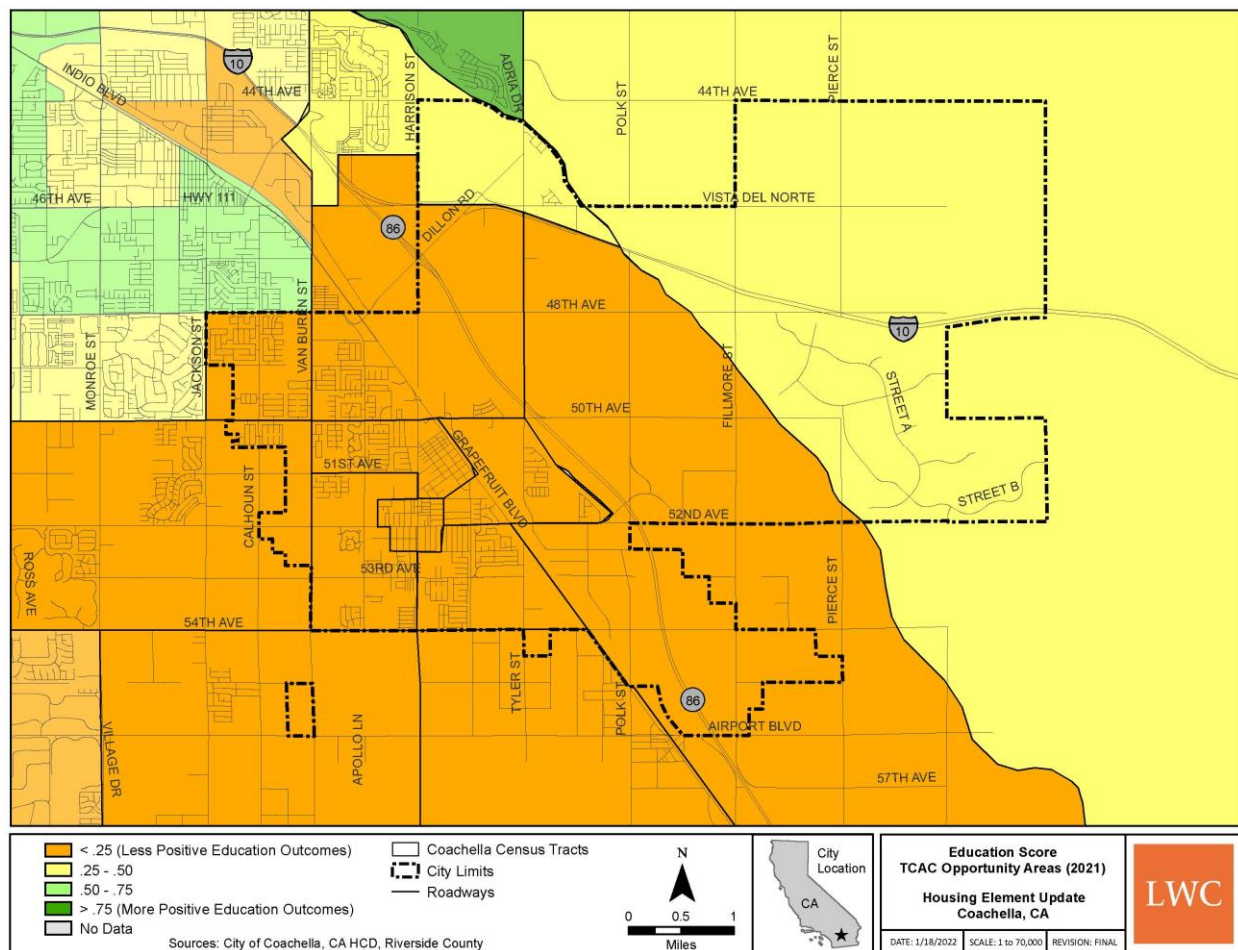 10
44TH AVE
INDIO BLVD
HARRISON ST
ADRIA DR
POLK ST
44TH AVE
PIERCE ST
46TH AVE
HWY 111
VISTA DEL NORTE
DILLON RD
86
48TH AVE
10
MONROE ST
JACKSON ST
VAN BUREN ST
FILLMORE ST
STREET A
50TH AVE
GRAPEFRUIT BLVD
51ST AVE
CALHOUN ST
STREET B
52ND AVE
ROSS AVE
53RD AVE
PIERCE ST
54TH AVE
TYLER ST
POLK ST
86
AIRPORT BLVD
VILLAGE DR
APOLLO LN
57TH AVE
< .25 (Less Positive Education Outcomes)
.25 - .50
.50 - .75
> .75 (More Positive Education Outcomes)
No Data
Coachella Census Tracts
City Limits
Roadways
Sources: City of Coachella, CA HCD, Riverside County
N
0 0.5 1
Miles
City
Location
CA
Education Score
TCAC Opportunity Areas (2021)
Housing Element Update
Coachella, CA
DATE: 1/18/2022 SCALE: 1 to 70,000 REVISION: FINAL
LWC